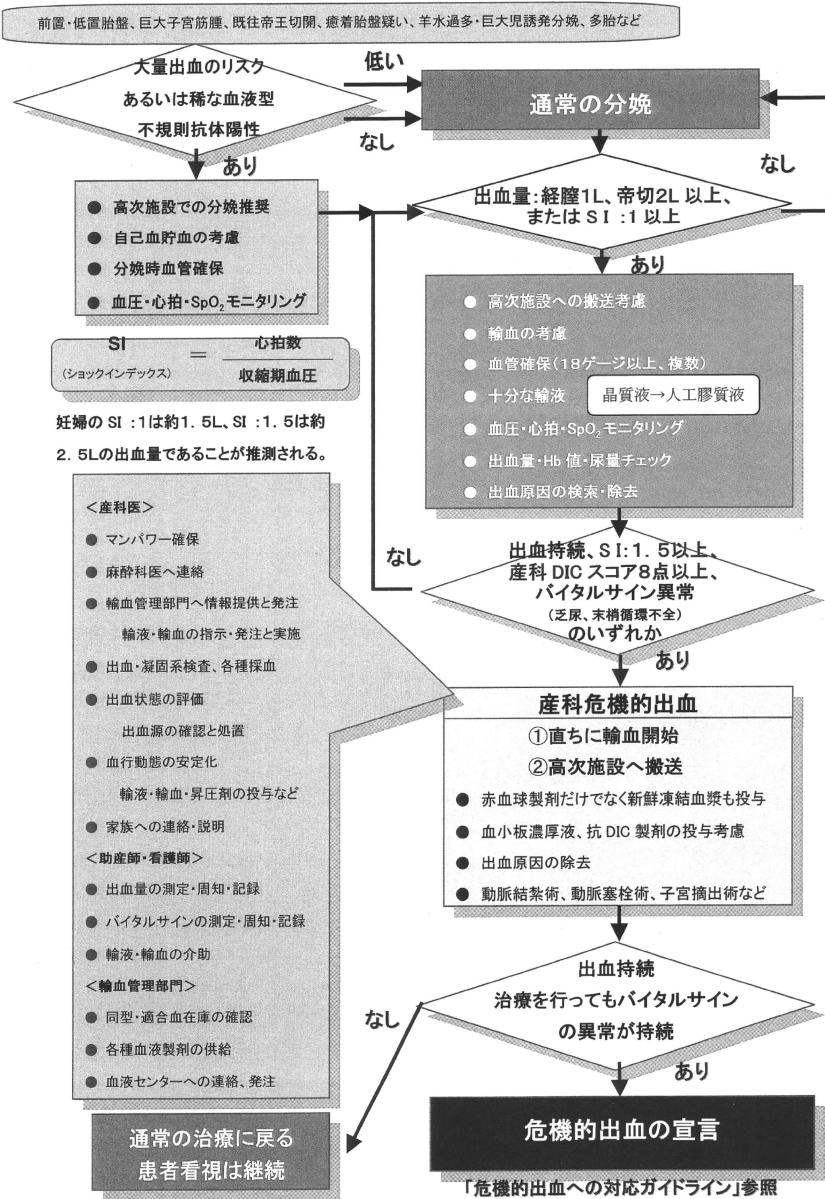 前置・低置胎盤、巨大子宮筋腫、既往帝王切開、癒着胎盤疑い、羊水過多・巨大児誘発分娩、多胎など
大量出血のリスク
あるいは稀な血液型
不規則抗体陽性
低い
なし
あり
通常の分娩
なし
高次施設での分娩推奨
自己血貯血の考慮
分娩時血管確保
血圧・心拍・SpO₂モニタリング
出血量:経膣1L、帝切2L 以上、
または SI :1 以上
あり
SI
(ショックインデックス)
=
心拍数
収縮期血圧
妊婦の SI :1は約1.5L、SI :1.5は約
2.5Lの出血量であることが推測される。
高次施設への搬送考慮
輸血の考慮
血管確保(18ゲージ以上、複数)
十分な輸液
晶質液→人工膠質液
血圧・心拍・SpO₂モニタリング
出血量・Hb 値・尿量チェック
出血原因の検索・除去
なし
出血持続、SI:1.5以上、
産科 DIC スコア8点以上、
バイタルサイン異常
(乏尿、末梢循環不全)
のいずれか
あり
<産科医>
マンパワー確保
麻酔科医へ連絡
輸血管理部門へ情報提供と発注
輸液・輸血の指示・発注と実施
出血・凝固系検査、各種採血
出血状態の評価
出血源の確認と処置
血行動態の安定化
輸液・輸血・昇圧剤の投与など
家族への連絡・説明
<助産師・看護師>
出血量の測定・周知・記録
バイタルサインの測定・周知・記録
輸液・輸血の介助
<輸血管理部門>
同型・適合血在庫の確認
各種血液製剤の供給
血液センターへの連絡、発注
産科危機的出血
①直ちに輸血開始
②高次施設へ搬送
赤血球製剤だけでなく新鮮凍結血漿も投与
血小板濃厚液、抗 DIC 製剤の投与考慮
出血原因の除去
動脈結紮術、動脈塞栓術、子宮摘出術など
出血持続
治療を行ってもバイタルサイン
の異常が持続
なし
あり
通常の治療に戻る
患者看視は継続
危機的出血の宣言
「危機的出血への対応ガイドライン」参照